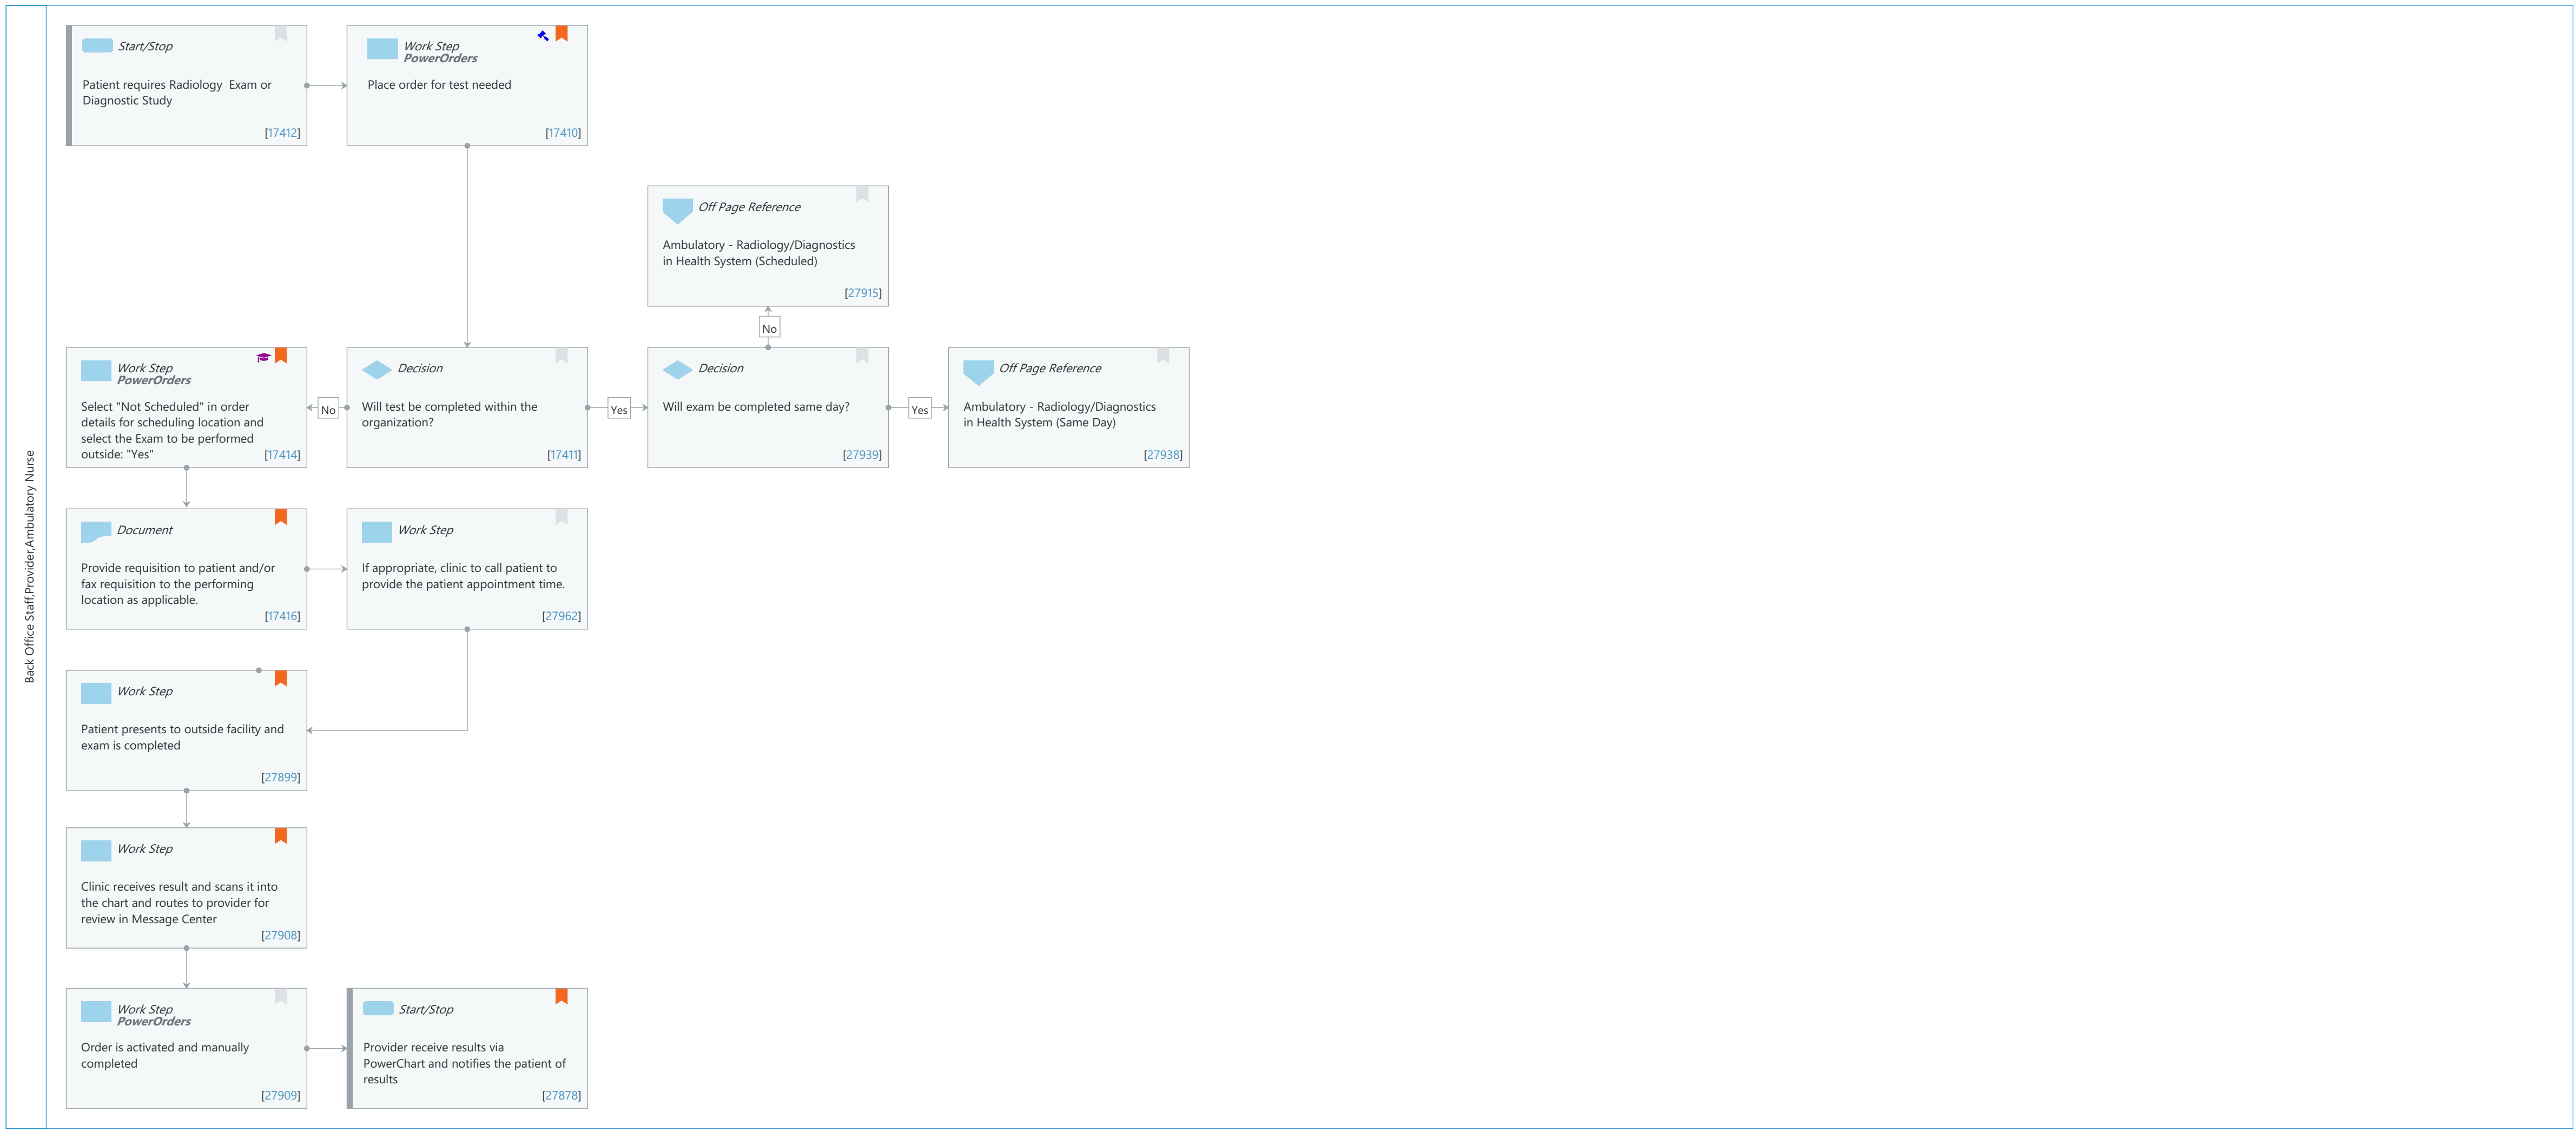 Back Office Staff,Provider,Ambulatory Nurse
Start/Stop
Patient requires Radiology  Exam or
Diagnostic Study
[17412]
Work Step
PowerOrders
Place order for test needed
[17410]
Off Page Reference
Ambulatory - Radiology/Diagnostics
in Health System (Scheduled)
[27915]
No
Work Step
PowerOrders
Select "Not Scheduled" in order
details for scheduling location and
select the Exam to be performed
outside: "Yes"
[17414]
No
Decision
Will test be completed within the
organization?
[17411]
Yes
Decision
Will exam be completed same day?
[27939]
Yes
Off Page Reference
Ambulatory - Radiology/Diagnostics
in Health System (Same Day)
[27938]
Document
Provide requisition to patient and/or
fax requisition to the performing
location as applicable.
[17416]
Work Step
If appropriate, clinic to call patient to
provide the patient appointment time.
[27962]
Work Step
Patient presents to outside facility and
exam is completed
[27899]
Work Step
Clinic receives result and scans it into
the chart and routes to provider for
review in Message Center
[27908]
Work Step
PowerOrders
Order is activated and manually
completed
[27909]
Start/Stop
Provider receive results via
PowerChart and notifies the patient of
results
[27878]